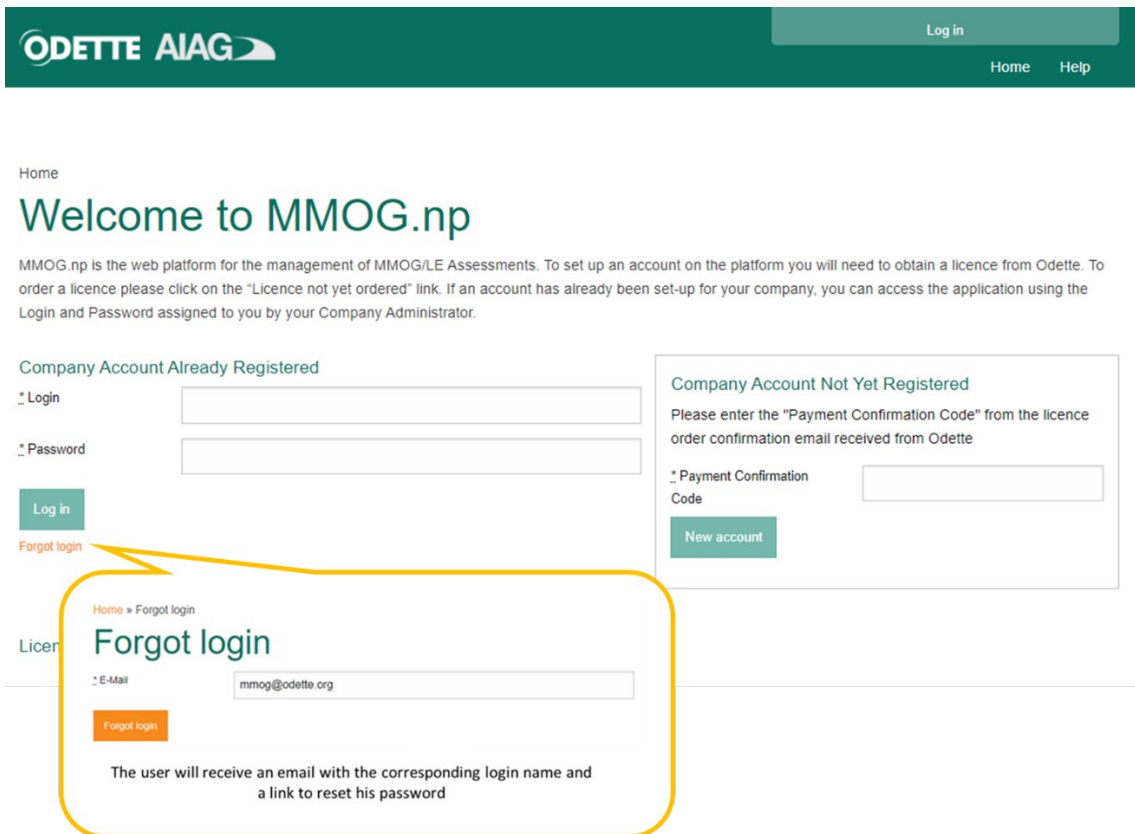 ODETTE AIAG
Log in
Home Help
Home
Welcome to MMOG.np
MMOG.np is the web platform for the management of MMOG/LE Assessments. To set up an account on the platform you will need to obtain a licence from Odette. To
order a licence please click on the “Licence not yet ordered” link. If an account has already been set-up for your company, you can access the application using the
Login and Password assigned to you by your Company Administrator.
Company Account Already Registered
* Login
* Password
Log in
Forgot login
Company Account Not Yet Registered
Please enter the "Payment Confirmation Code" from the licence
order confirmation email received from Odette
* Payment Confirmation
Code
New account
Licen
Home » Forgot login
Forgot login
* E-Mail
mmog@odette.org
Forgot login
The user will receive an email with the corresponding login name and
a link to reset his password